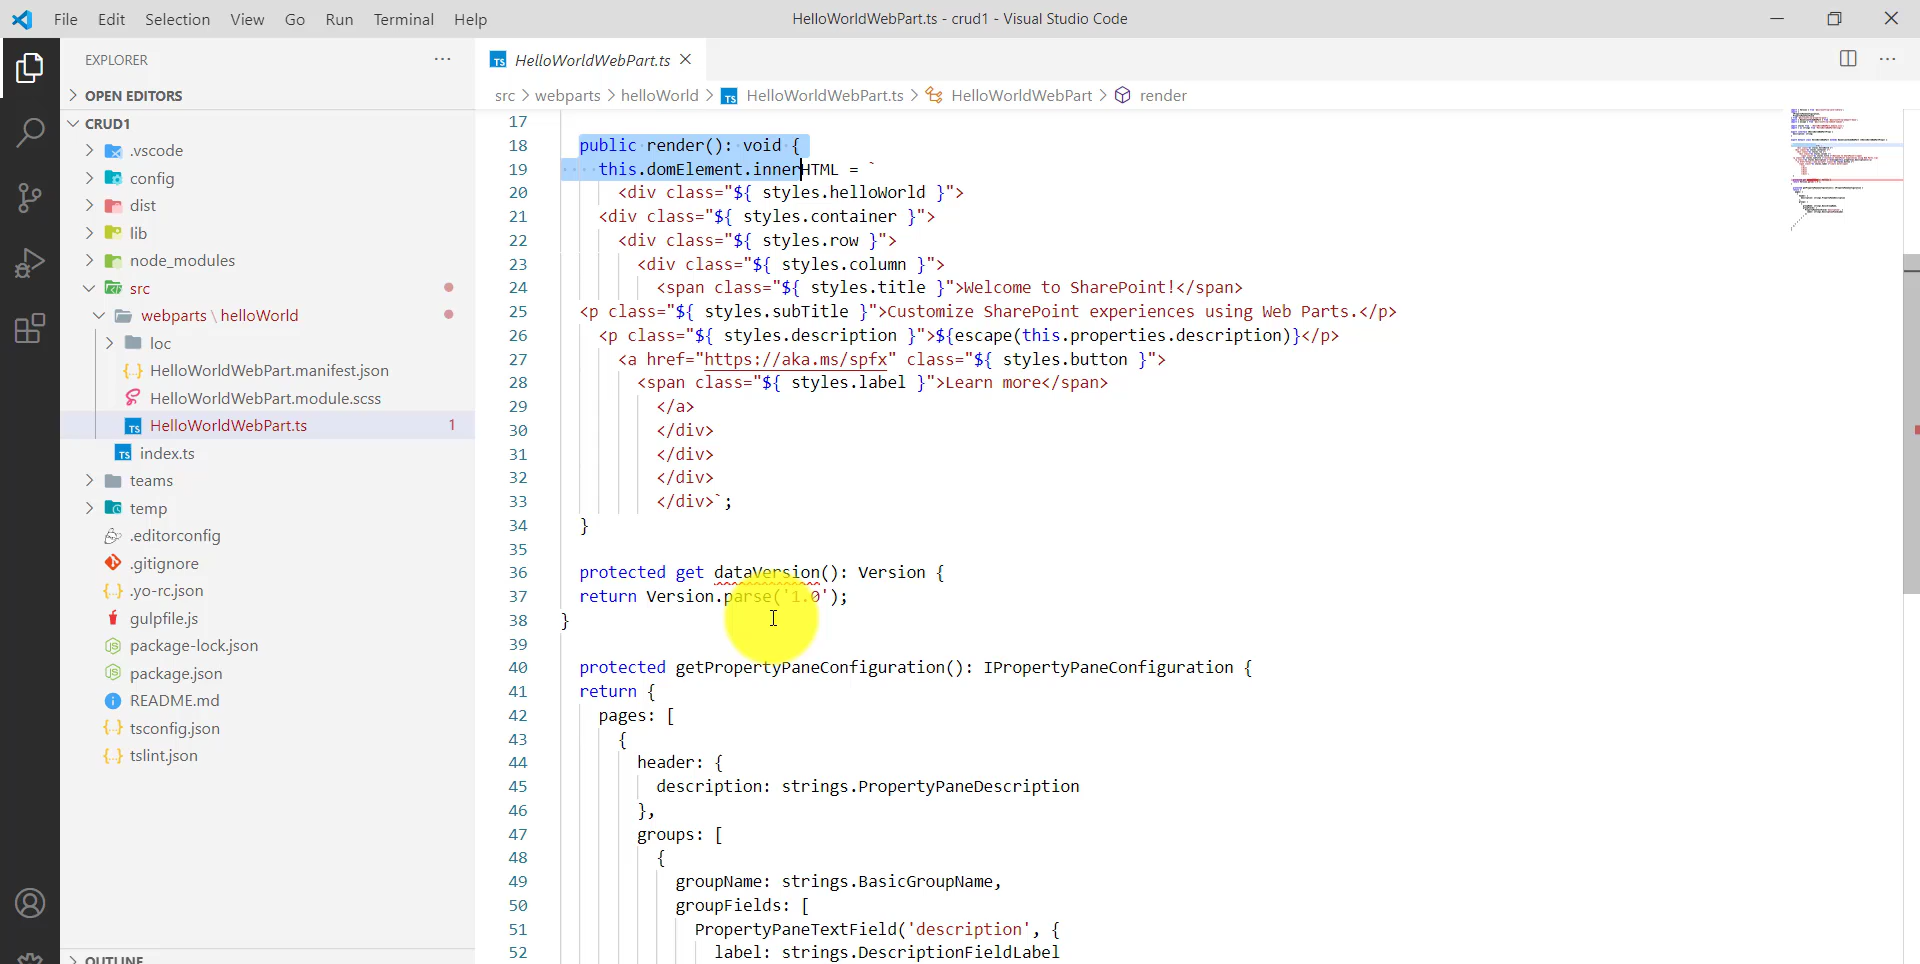 File Edit Selection View Go Run Terminal Help
HelloWorldWebPart.ts - crud1 - Visual Studio Code
EXPLORER
OPEN EDITORS
CRUD1
.vscode
config
dist
lib
node_modules
src
webparts \ helloWorld
loc
HelloWorldWebPart.manifest.json
HelloWorldWebPart.module.scss
TS HelloWorldWebPart.ts 1
TS index.ts
teams
temp
.editorconfig
.gitignore
.yo-rc.json
gulpfile.js
package-lock.json
package.json
README.md
tsconfig.json
tslint.json
OUTLINE
TS HelloWorldWebPart.ts
src > webparts > helloWorld > TS HelloWorldWebPart.ts > HelloWorldWebPart > render
17
18 public render(): void {
19 this.domElement.innerHTML = `
20 <div class="${ styles.helloWorld }">
21 <div class="${ styles.container }">
22 <div class="${ styles.row }">
23 <div class="${ styles.column }">
24 <span class="${ styles.title }">Welcome to SharePoint!</span>
25 <p class="${ styles.subTitle }">Customize SharePoint experiences using Web Parts.</p>
26 <p class="${ styles.description }">${escape(this.properties.description)}</p>
27 <a href="https://aka.ms/spfx" class="${ styles.button }">
28 <span class="${ styles.label }">Learn more</span>
29 </a>
30 </div>
31 </div>
32 </div>
33 </div>`;
34 }
35
36 protected get dataVersion(): Version {
37 return Version.parse('1.0');
38 }
39
40 protected getPropertyPaneConfiguration(): IPropertyPaneConfiguration {
41 return {
42 pages: [
43 {
44 header: {
45 description: strings.PropertyPaneDescription
46 },
47 groups: [
48 {
49 groupName: strings.BasicGroupName,
50 groupFields: [
51 PropertyPaneTextField('description', {
52 label: strings.DescriptionFieldLabel